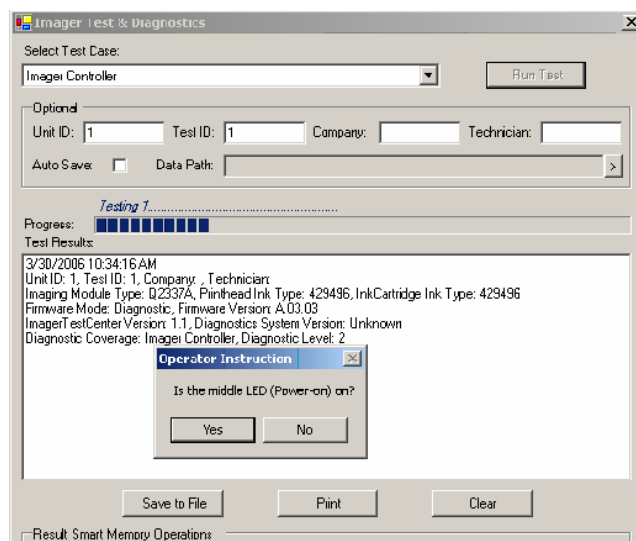 Imager Test & Diagnostics
Select Test Case:
Imager Controller
Run Test
Optional
Unit ID: 1 Test ID: 1 Company: Technician:
Auto Save: Data Path: >
Testing 1......................................................
Progress:
Test Results:
3/30/2006 10:34:16 AM
Unit ID: 1, Test ID: 1, Company: , Technician:
Imaging Module Type: Q2337A, Printhead Ink Type: 429496, InkCartridge Ink Type: 429496
Firmware Mode: Diagnostic, Firmware Version: A.03.03
ImagerTestCenter Version: 1.1, Diagnostics System Version: Unknown
Diagnostic Coverage: Imager Controller, Diagnostic Level: 2
Operator Instruction
Is the middle LED (Power-on) on?
Yes No
Save to File Print Clear
Result Smart Memory Operations